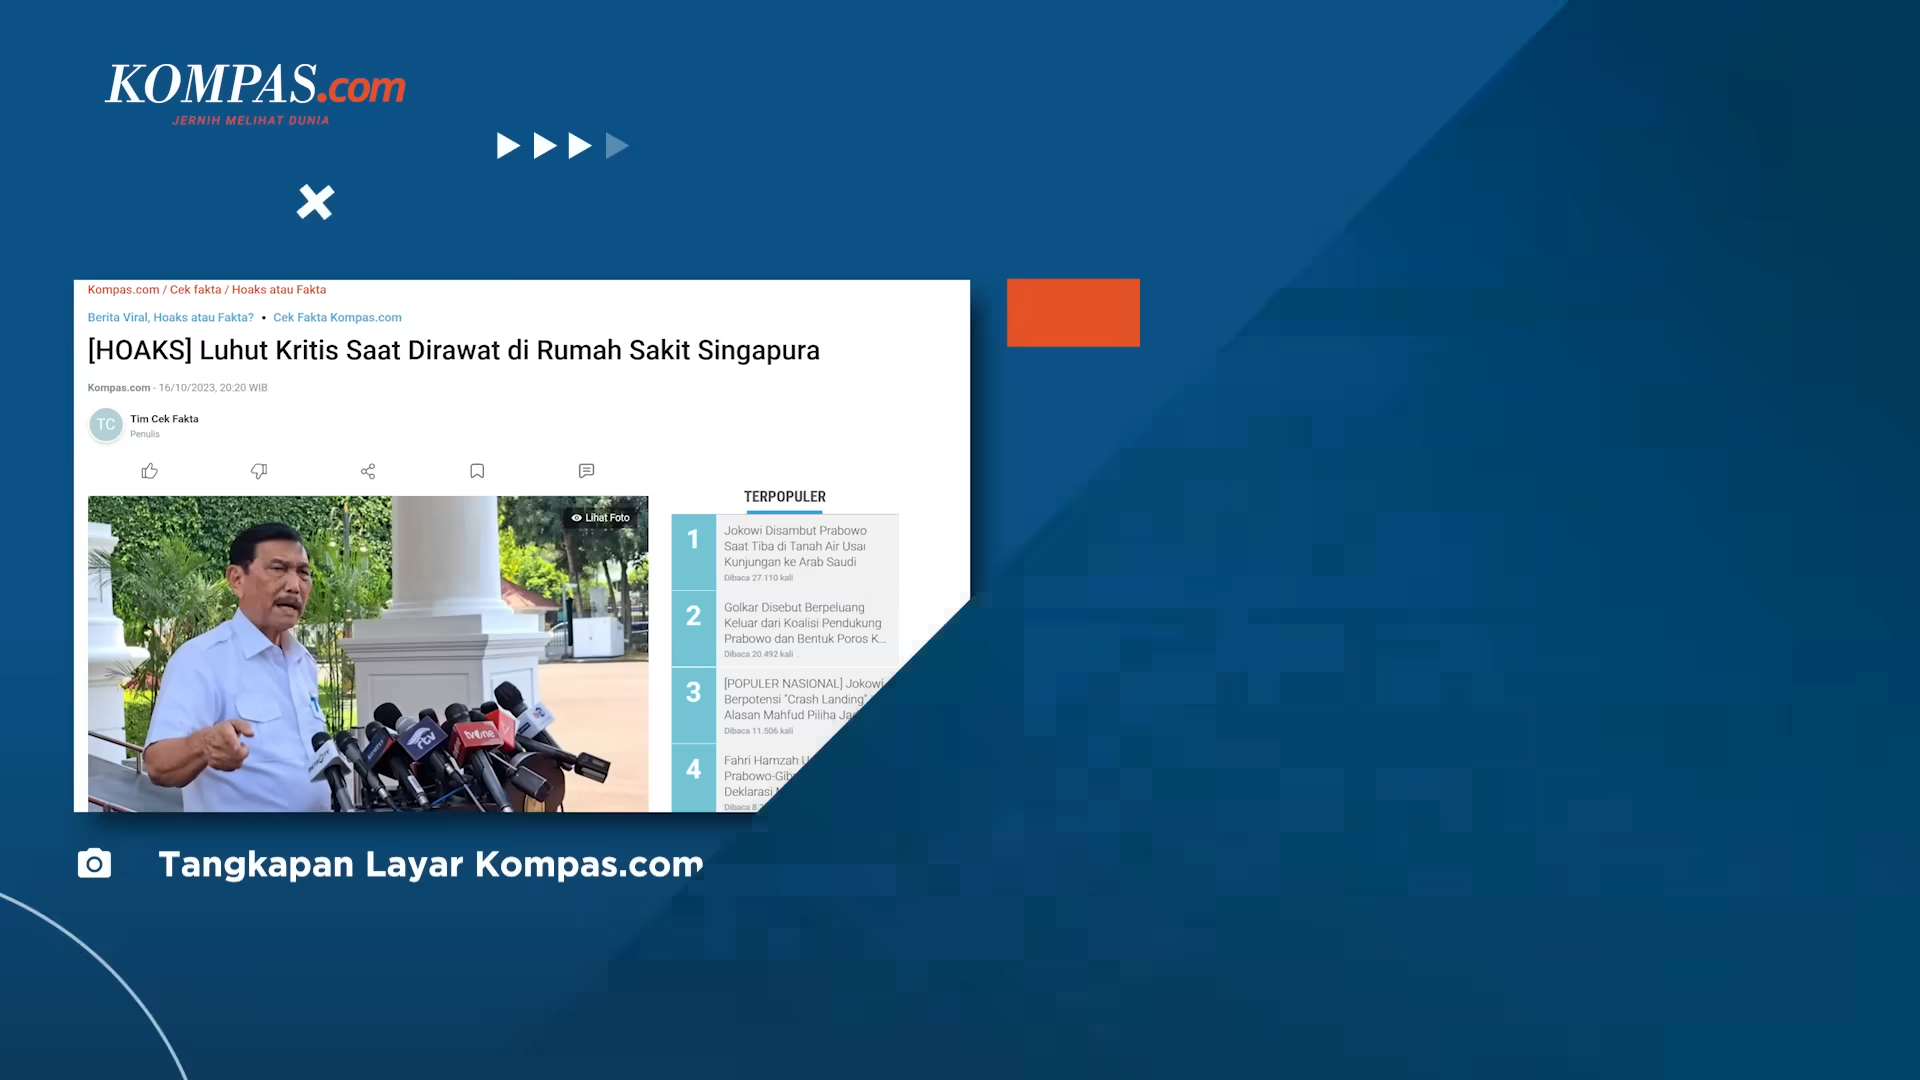 KOMPAS.com
JERNIH MELIHAT DUNIA
Kompas.com / Cek fakta / Hoaks atau Fakta
Berita Viral, Hoaks atau Fakta? • Cek Fakta Kompas.com
[HOAKS] Luhut Kritis Saat Dirawat di Rumah Sakit Singapura
Kompas.com - 16/10/2023, 20:20 WIB
TC
Tim Cek Fakta
Penulis
Lihat Foto
rtv
tvOne
TERPOPULER
1
Jokowi Disambut Prabowo
Saat Tiba di Tanah Air Usai
Kunjungan ke Arab Saudi
Dibaca 27.110 kali
2
Golkar Disebut Berpeluang
Keluar dari Koalisi Pendukung
Prabowo dan Bentuk Poros K...
Dibaca 20.492 kali
3
[POPULER NASIONAL] Jokowi
Berpotensi "Crash Landing"
Alasan Mahfud Piliha
Dibaca 11.506 kali
4
Fahri Hamzah
Deklarasi
Dibaca 8
Tangkapan Layar Kompas.com